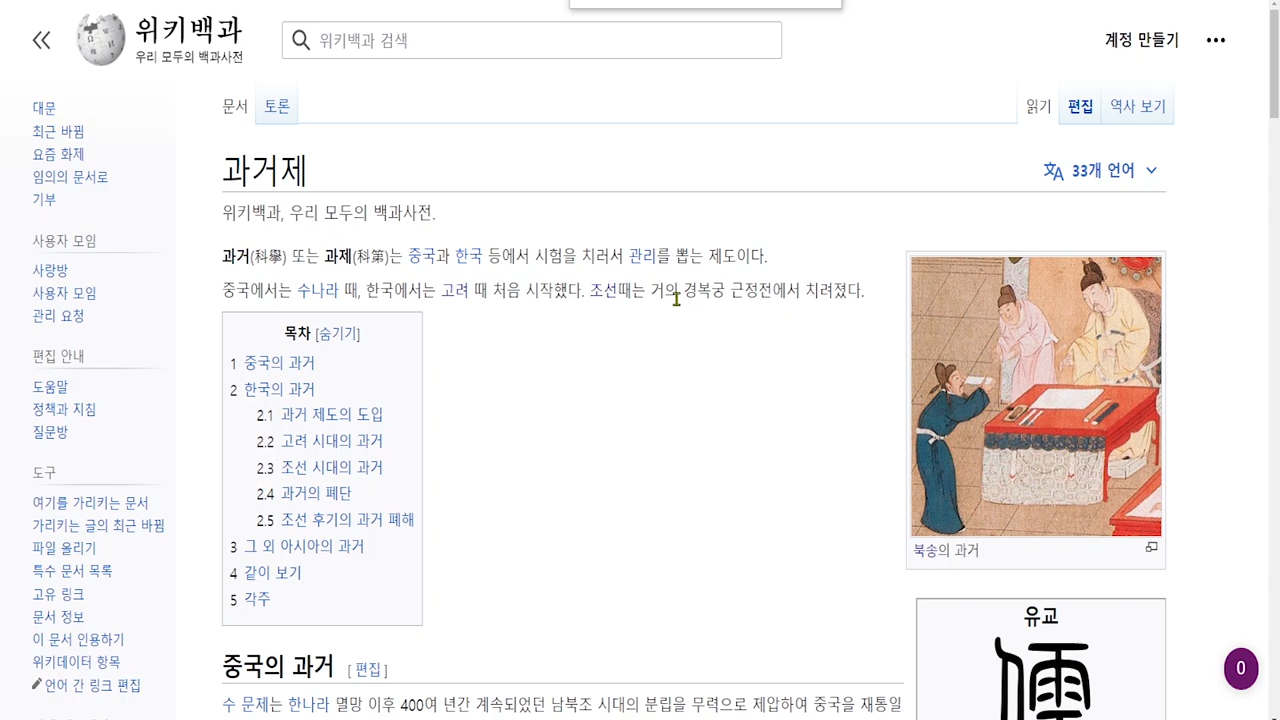 위키백과
우리 모두의 백과사전
위키백과 검색
계정 만들기
대문
최근 바뀜
요즘 화제
임의의 문서로
기부
사용자 모임
사랑방
사용자 모임
관리 요청
편집 안내
도움말
정책과 지침
질문방
도구
여기를 가리키는 문서
가리키는 글의 최근 바뀜
파일 올리기
특수 문서 목록
고유 링크
문서 정보
이 문서 인용하기
위키데이터 항목
언어 간 링크 편집
문서 토론 읽기 편집 역사 보기
과거제
33개 언어
위키백과, 우리 모두의 백과사전.
과거(科擧) 또는 과제(科第)는 중국과 한국 등에서 시험을 치러서 관리를 뽑는 제도이다.
중국에서는 수나라 때, 한국에서는 고려 때 처음 시작했다. 조선때는 거의 경복궁 근정전에서 치려졌다.
목차 [숨기기]
1 중국의 과거
2 한국의 과거
2.1 과거 제도의 도입
2.2 고려 시대의 과거
2.3 조선 시대의 과거
2.4 과거의 폐단
2.5 조선 후기의 과거 폐해
3 그 외 아시아의 과거
4 같이 보기
5 각주
북송의 과거
유교
儒
중국의 과거 [편집]
수 문제는 한나라 멸망 이후 400여 년간 계속되었던 남북조 시대의 분립을 무력으로 제압하여 중국을 재통일
0